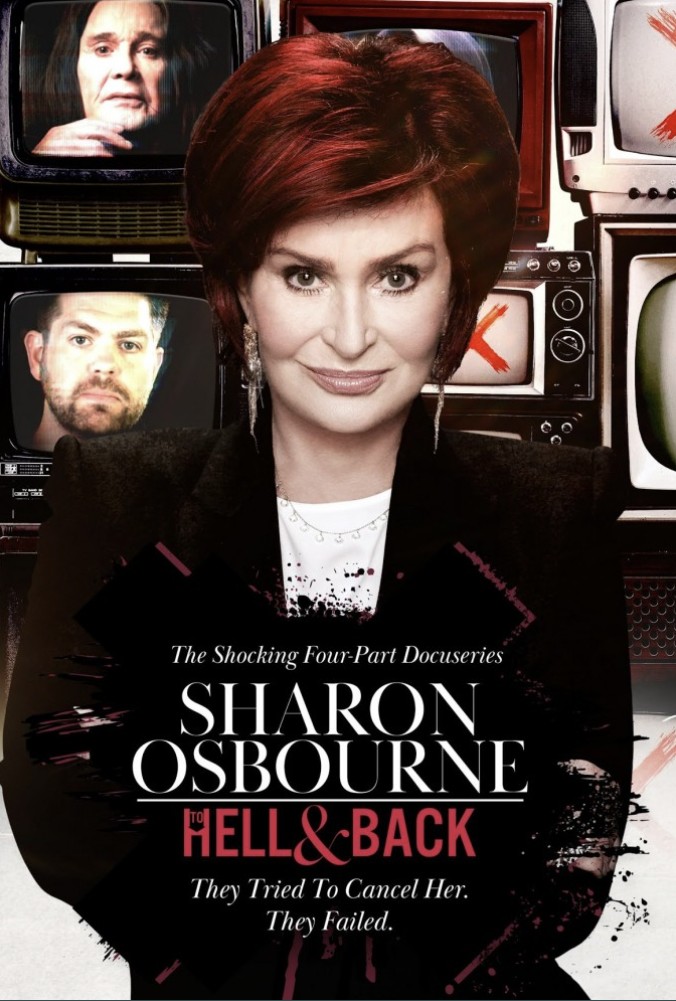 The Shocking Four-Part Docuseries
SHARON
OSBOURNE
TO HELL & BACK
They Tried To Cancel Her.
They Failed.